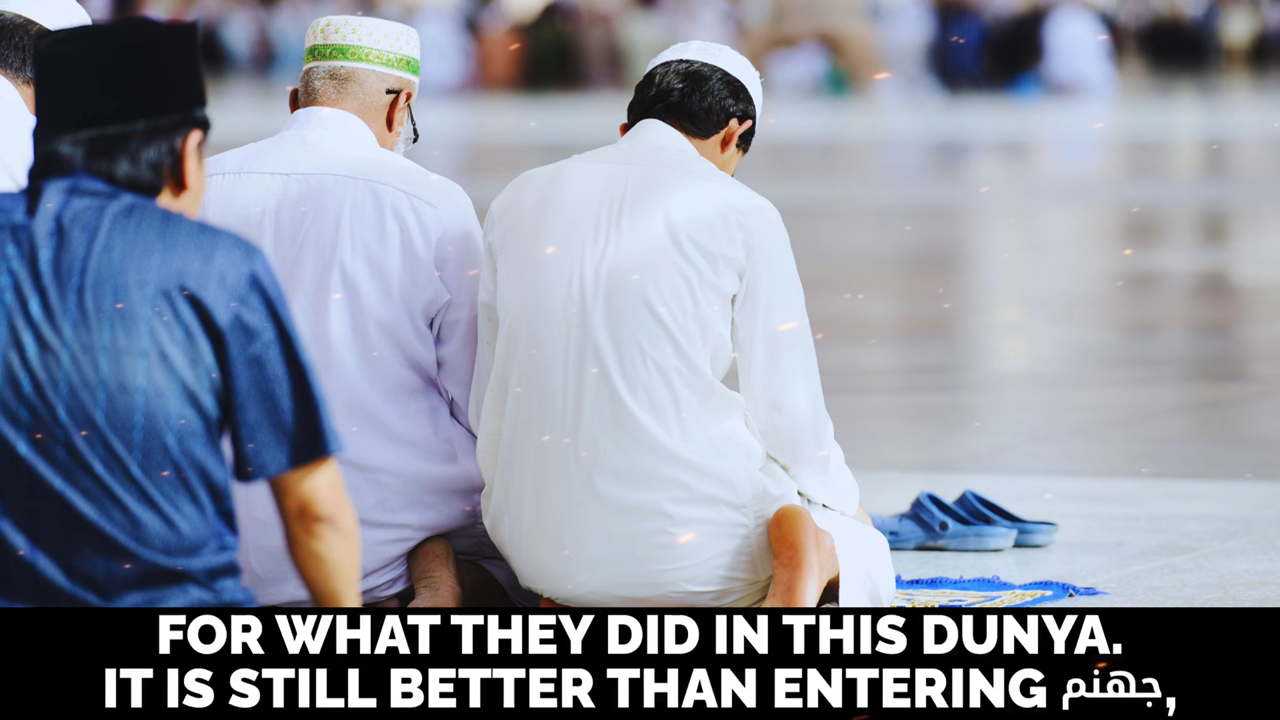 FOR WHAT THEY DID IN THIS DUNYA.
IT IS STILL BETTER THAN ENTERING جهنم,